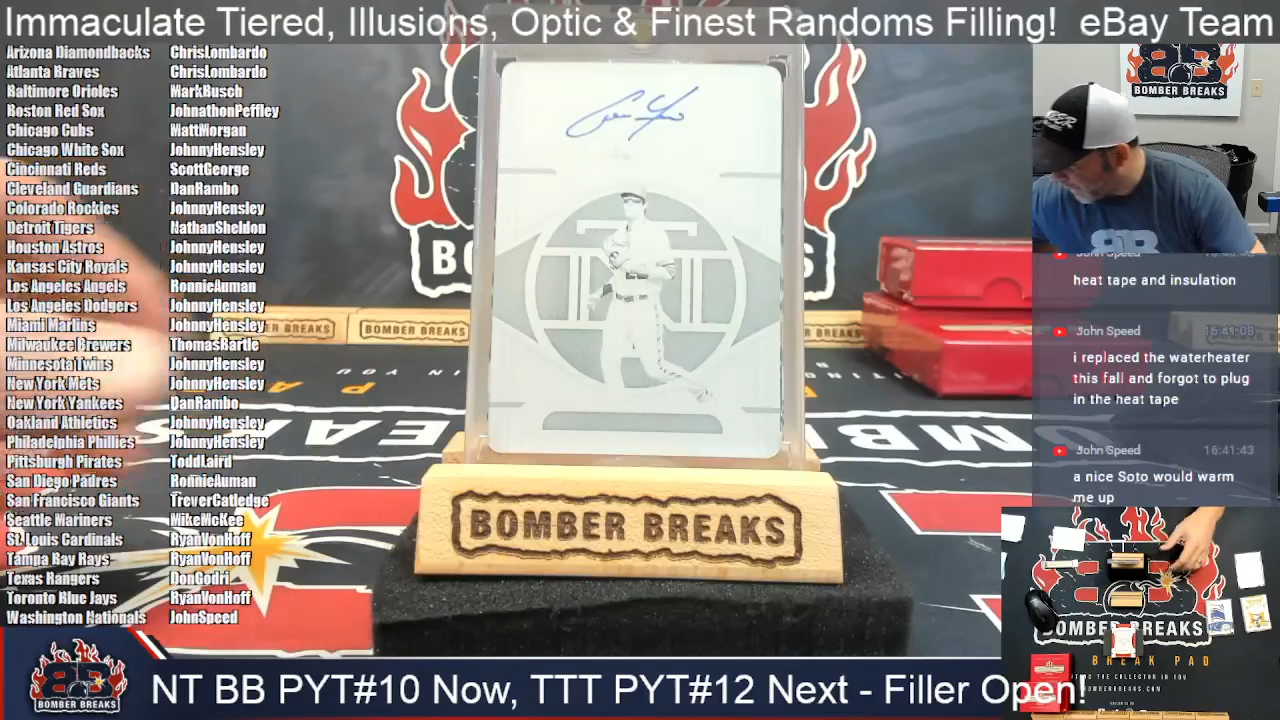 Immaculate Tiered, Illusions, Optic & Finest Randoms Filling!  eBay Team
Arizona Diamondbacks ChrisLombardo
Atlanta Braves ChrisLombardo
Baltimore Orioles MarkBusch
Boston Red Sox JohnathonPeffley
Chicago Cubs MattMorgan
Chicago White Sox JohnnyHensley
Cincinnati Reds ScottGeorge
Cleveland Guardians DanRambo
Colorado Rockies JohnnyHensley
Detroit Tigers NathanSheldon
Houston Astros JohnnyHensley
Kansas City Royals JohnnyHensley
Los Angeles Angels RonnieAuman
Los Angeles Dodgers JohnnyHensley
Miami Marlins JohnnyHensley
Milwaukee Brewers ThomasBartle
Minnesota Twins JohnnyHensley
New York Mets JohnnyHensley
New York Yankees DanRambo
Oakland Athletics JohnnyHensley
Philadelphia Phillies JohnnyHensley
Pittsburgh Pirates ToddLaird
San Diego Padres RonnieAuman
San Francisco Giants TreverCatledge
Seattle Mariners MikeMcKee
St. Louis Cardinals RyanVonHoff
Tampa Bay Rays RyanVonHoff
Texas Rangers DonGodri
Toronto Blue Jays RyanVonHoff
Washington Nationals JohnSpeed
BOMBER BREAKS
BOMBER BREAKS
BOMBER BREAKS
John Speed
heat tape and insulation
John Speed 16:41:08
i replaced the waterheater
this fall and forgot to plug
in the heat tape
John Speed 16:41:43
a nice Soto would warm
me up
BOMBER BREAKS
BREAK PAD
BOMBER BREAKS
NT BB PYT#10 Now, TTT PYT#12 Next - Filler Open!